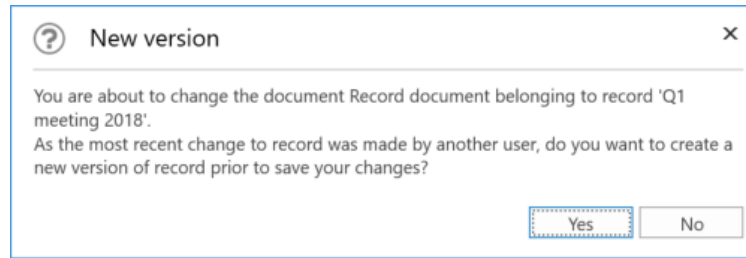 New version
You are about to change the document Record document belonging to record 'Q1
meeting 2018'.
As the most recent change to record was made by another user, do you want to create a
new version of record prior to save your changes?
Yes No